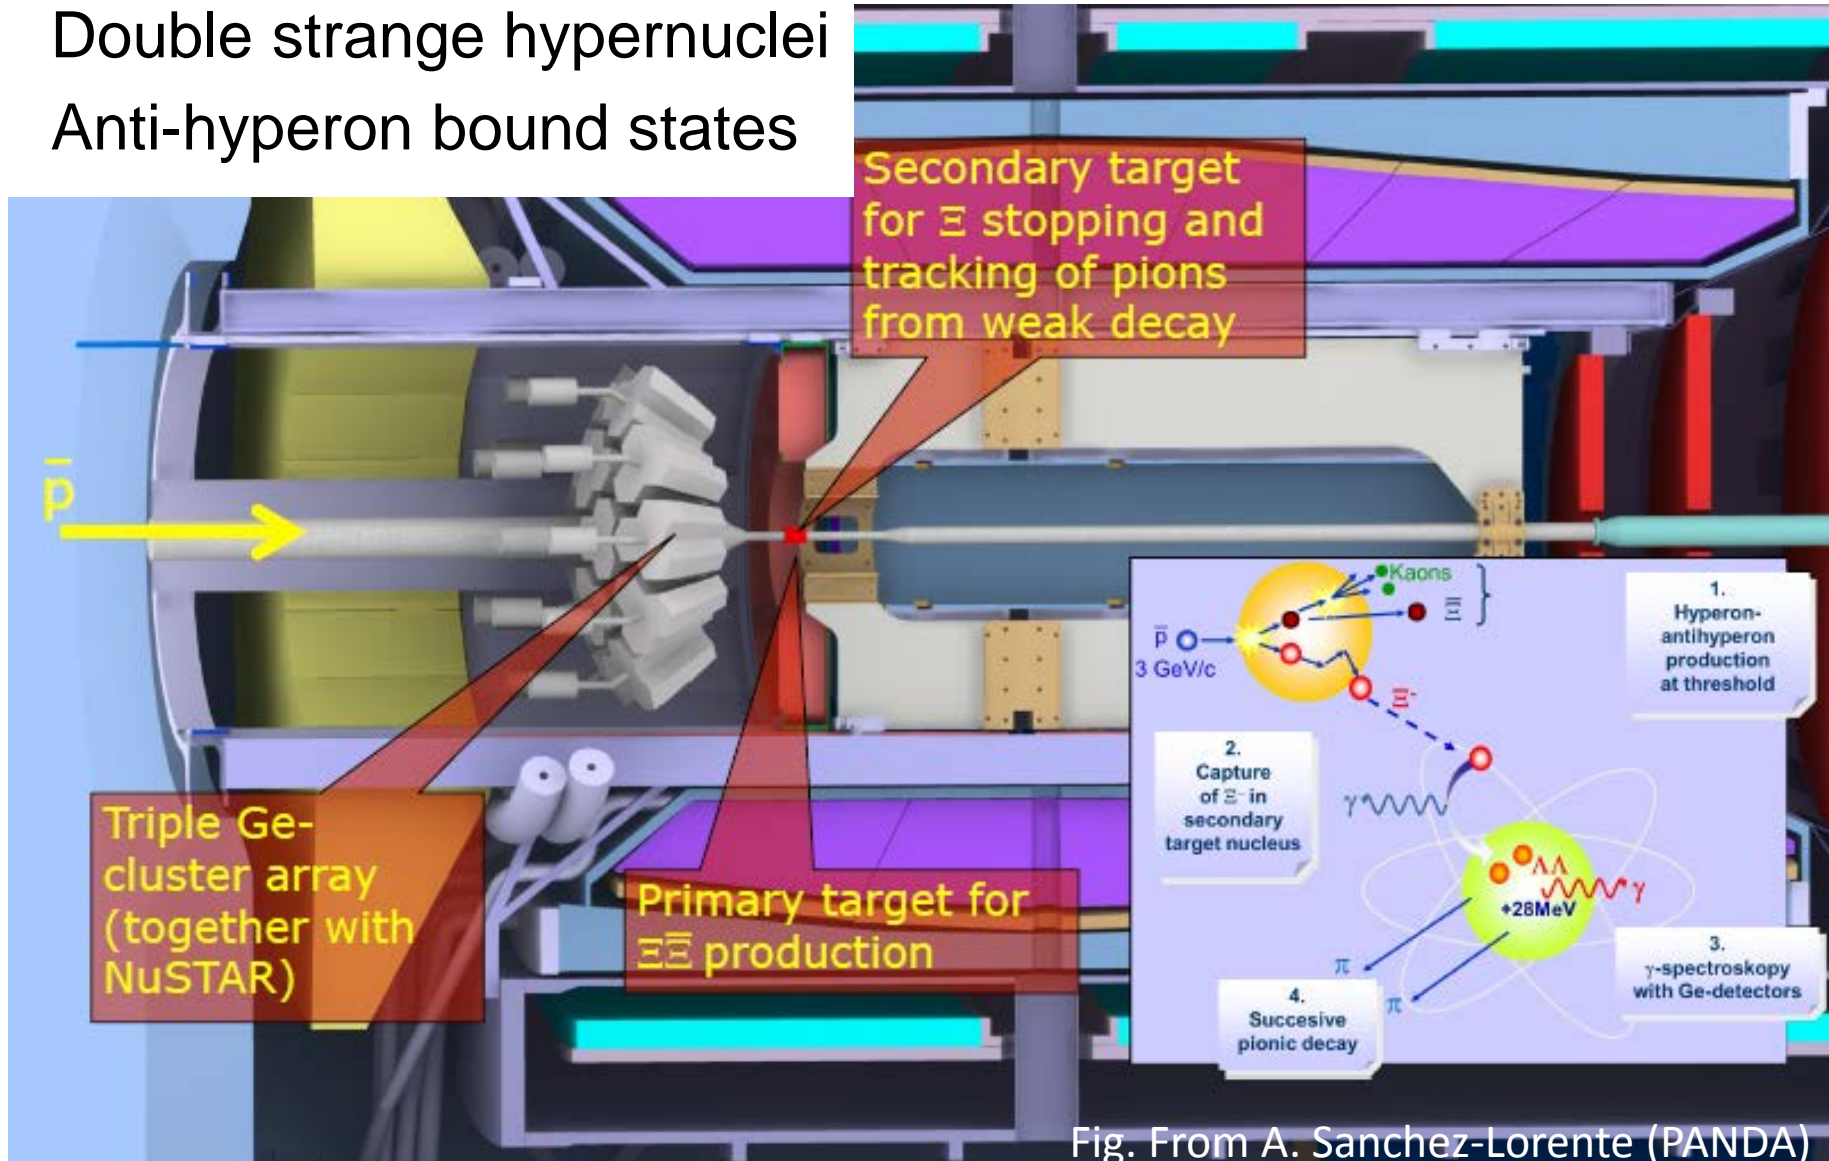 Double strange hypernuclei
Anti-hyperon bound states
Secondary target
for Ξ stopping and
tracking of pions
from weak decay
p̄
Triple Ge-
cluster array
(together with
NuSTAR)
Primary target for
ΞΞ̄ production
Kaons
Ξ̄
p̄
3 GeV/c
Ξ⁻
1.
Hyperon-
antihyperon
production
at threshold
2.
Capture
of Ξ⁻ in
secondary
target nucleus
γ
ΛΛ
γ
+28MeV
3.
γ-spectroskopy
with Ge-detectors
π
π
4.
Succesive
pionic decay
Fig. From A. Sanchez-Lorente (PANDA)